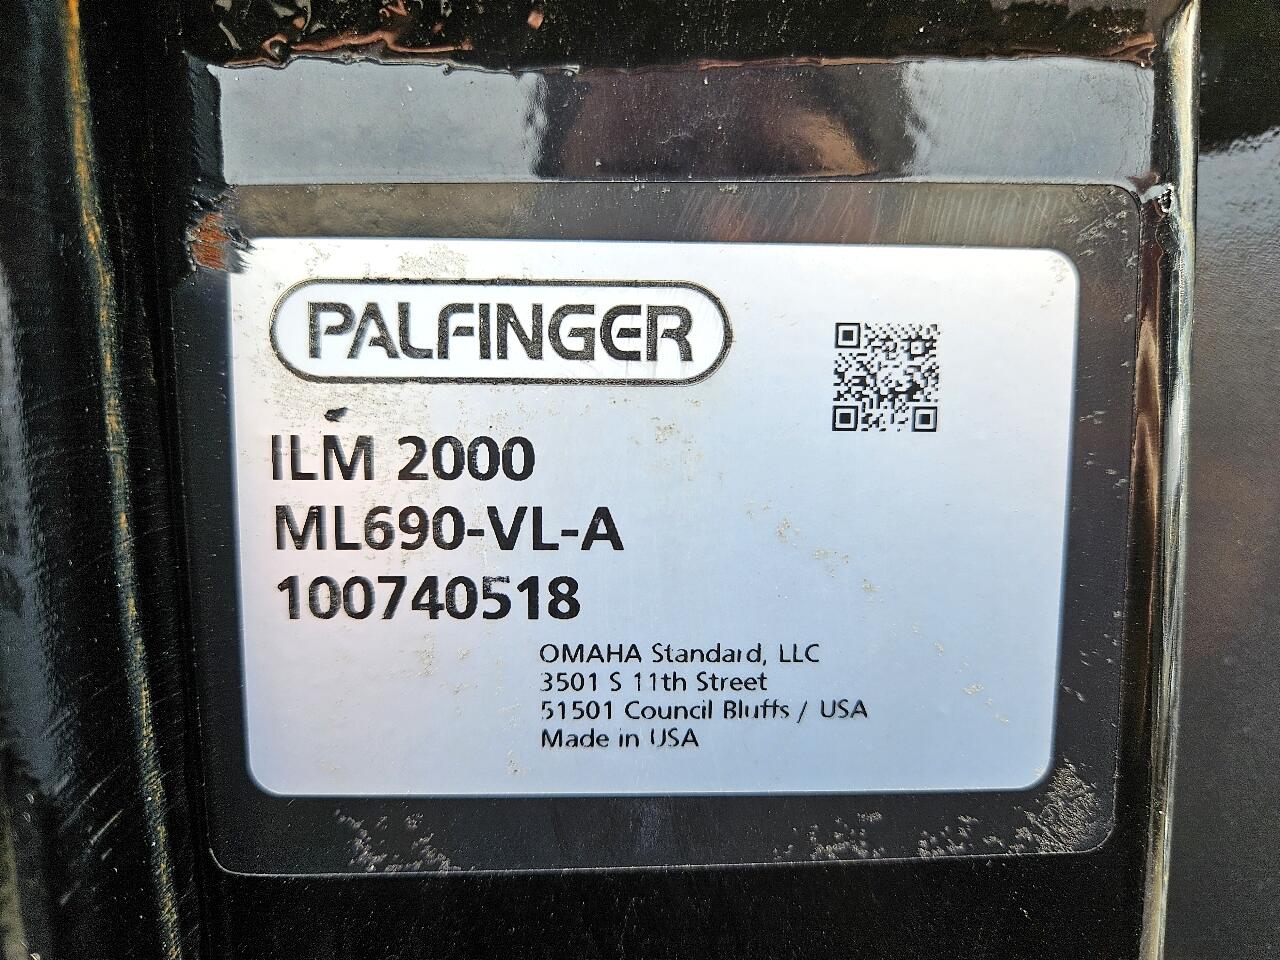 PALFINGER
ILM 2000
ML690-VL-A
100740518
OMAHA Standard, LLC
3501 S 11th Street
51501 Council Bluffs / USA
Made in USA